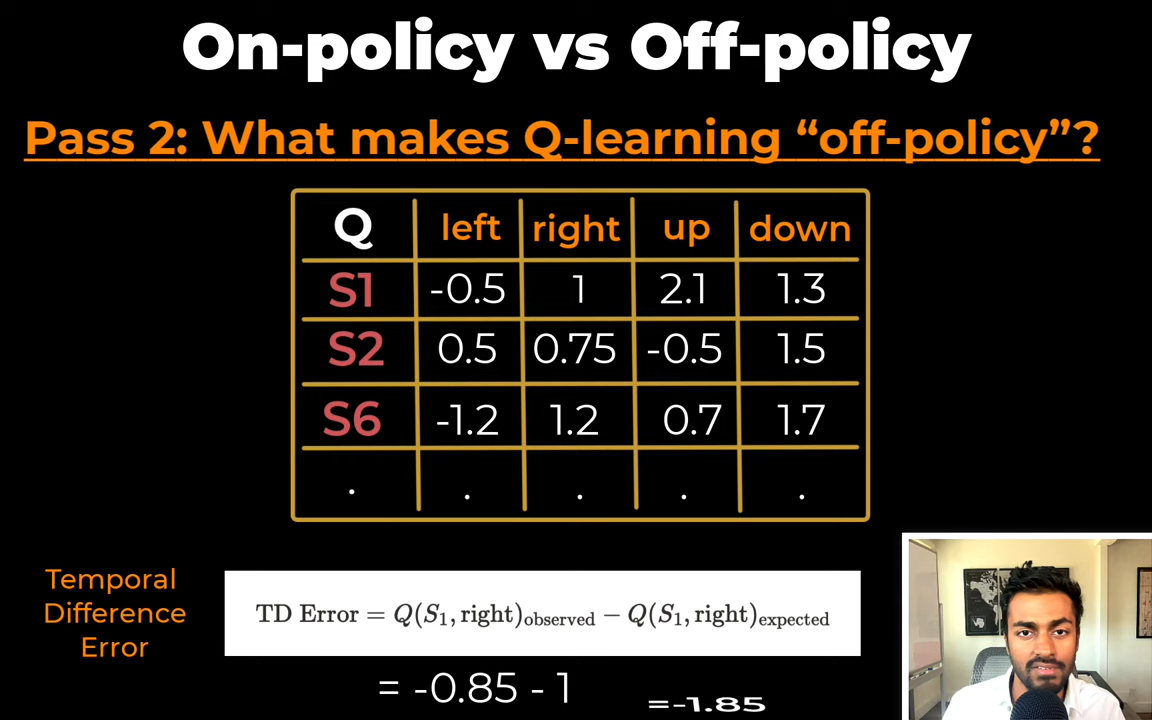 On-policy vs Off-policy
Pass 2: What makes Q-learning “off-policy”?
Q left right up down
S1 -0.5 1 2.1 1.3
S2 0.5 0.75 -0.5 1.5
S6 -1.2 1.2 0.7 1.7
. . . . .
Temporal
Difference
Error
TD Error = Q(S₁, right)observed − Q(S₁, right)expected
= -0.85 - 1
=-1.85